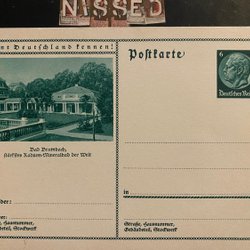 NISSED
ne Deutschland kennen!
Postkarte
6
Deutsches Reich
Bad Brambach,
stärkstes Radium-Mineralbad der Welt
der:
in
Straße, Hausnummer,
Gebäudeteil, Stockwerk
Straße, Hausnummer,
Gebäudeteil, Stockwerk